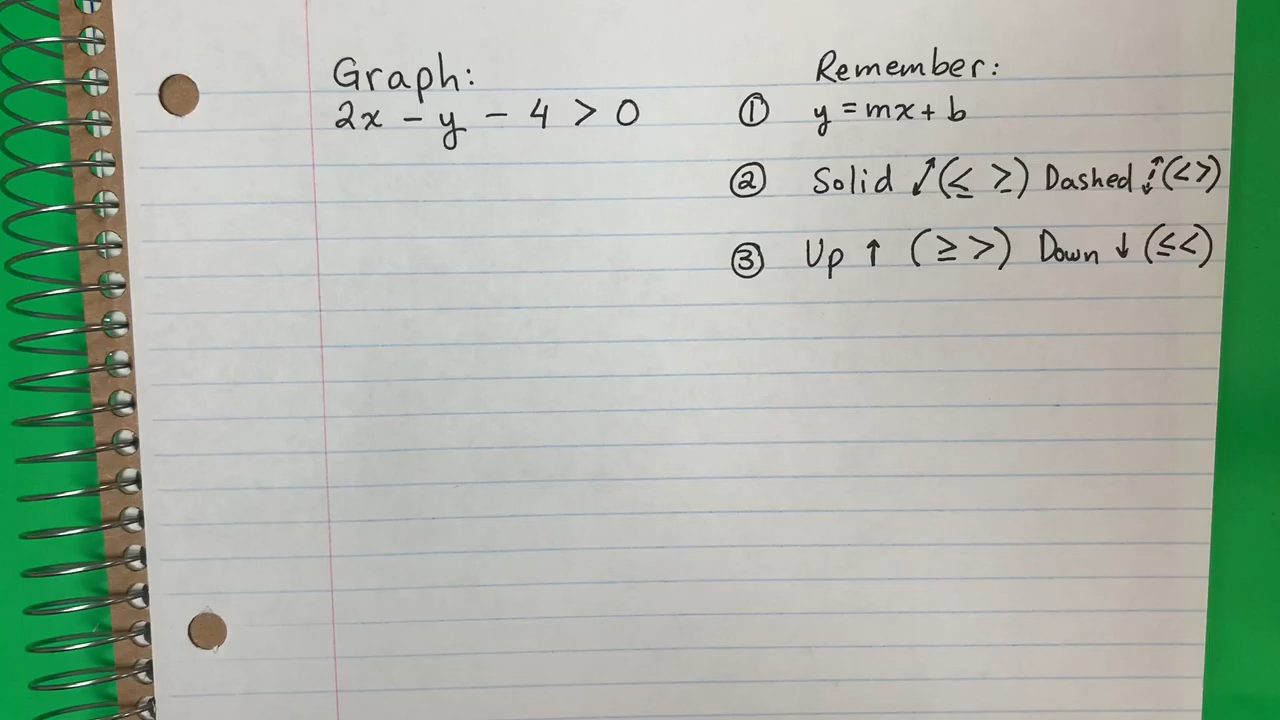 Graph:
2x - y - 4 > 0
Remember:
① y = mx + b
② Solid ↗ (≤ ≥) Dashed ↕ (< >)
③ Up ↑ (≥ >) Down ↓ (≤ <)